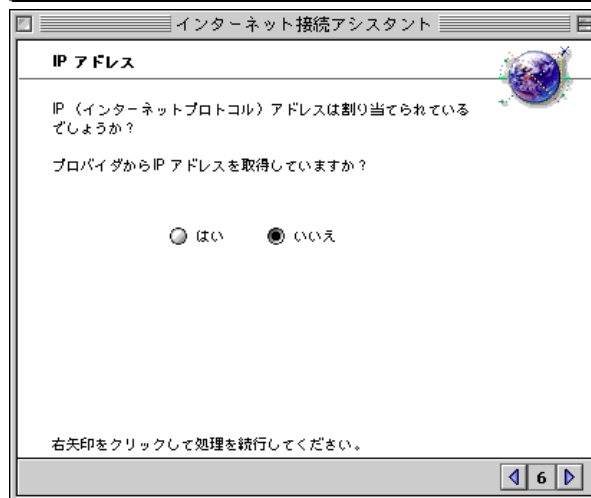 インターネット接続アシスタント
IP アドレス
IP（インターネットプロトコル）アドレスは割り当てられている
でしょうか？
プロバイダからIP アドレスを取得していますか？
はい いいえ
右矢印をクリックして処理を続行してください。
6